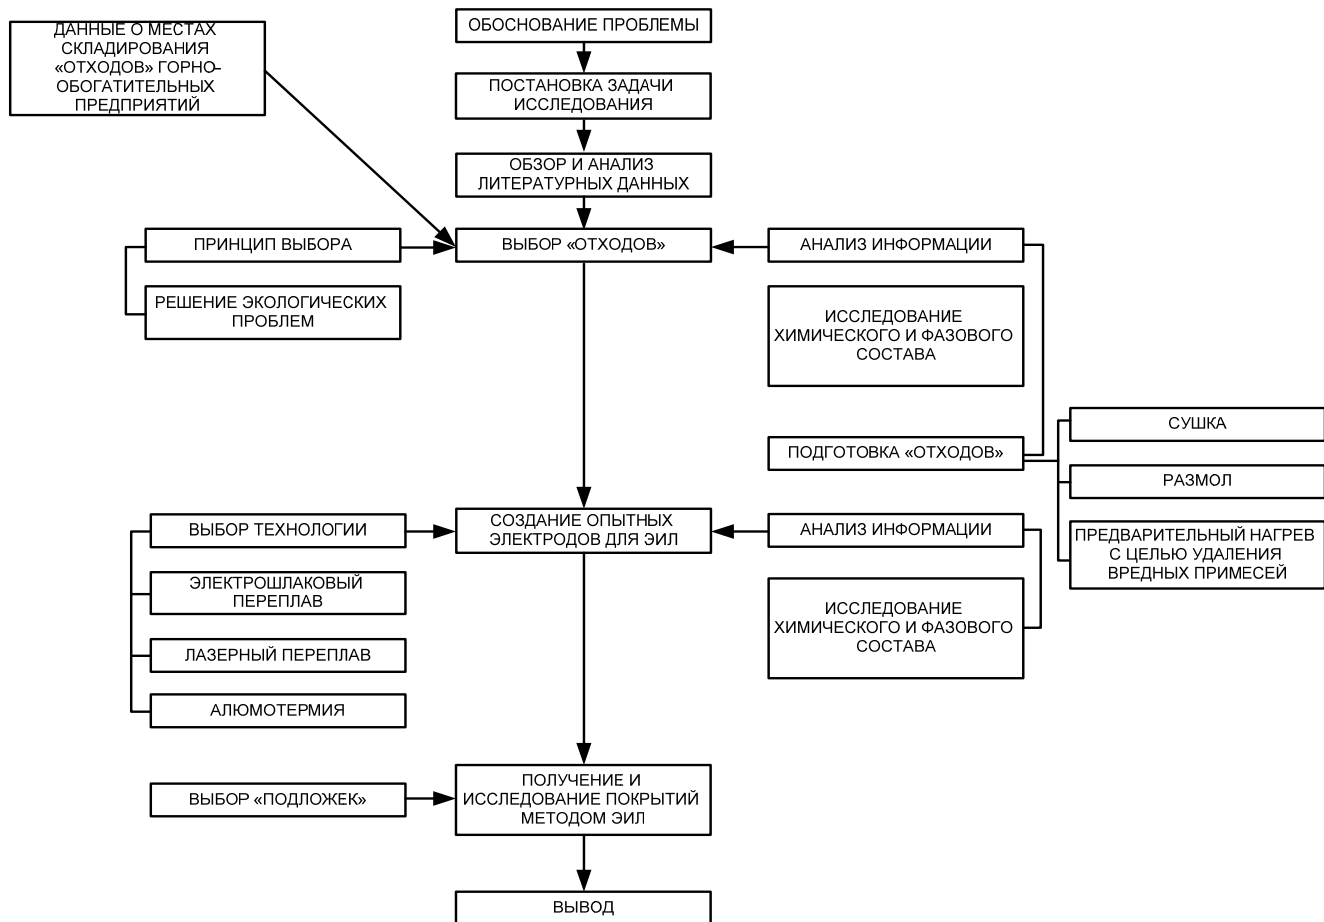 ДАННЫЕ О МЕСТАХ
СКЛАДИРОВАНИЯ
«ОТХОДОВ» ГОРНО-
ОБОГАТИТЕЛЬНЫХ
ПРЕДПРИЯТИЙ
ОБОСНОВАНИЕ ПРОБЛЕМЫ
ПОСТАНОВКА ЗАДАЧИ
ИССЛЕДОВАНИЯ
ОБЗОР И АНАЛИЗ
ЛИТЕРАТУРНЫХ ДАННЫХ
ПРИНЦИП ВЫБОРА
ВЫБОР «ОТХОДОВ»
АНАЛИЗ ИНФОРМАЦИИ
РЕШЕНИЕ ЭКОЛОГИЧЕСКИХ
ПРОБЛЕМ
ИССЛЕДОВАНИЕ
ХИМИЧЕСКОГО И ФАЗОВОГО
СОСТАВА
ПОДГОТОВКА «ОТХОДОВ»
СУШКА
РАЗМОЛ
ПРЕДВАРИТЕЛЬНЫЙ НАГРЕВ
С ЦЕЛЬЮ УДАЛЕНИЯ
ВРЕДНЫХ ПРИМЕСЕЙ
ВЫБОР ТЕХНОЛОГИИ
СОЗДАНИЕ ОПЫТНЫХ
ЭЛЕКТРОДОВ ДЛЯ ЭИЛ
АНАЛИЗ ИНФОРМАЦИИ
ЭЛЕКТРОШЛАКОВЫЙ
ПЕРЕПЛАВ
ИССЛЕДОВАНИЕ
ХИМИЧЕСКОГО И ФАЗОВОГО
СОСТАВА
ЛАЗЕРНЫЙ ПЕРЕПЛАВ
АЛЮМОТЕРМИЯ
ВЫБОР «ПОДЛОЖЕК»
ПОЛУЧЕНИЕ И
ИССЛЕДОВАНИЕ ПОКРЫТИЙ
МЕТОДОМ ЭИЛ
ВЫВОД